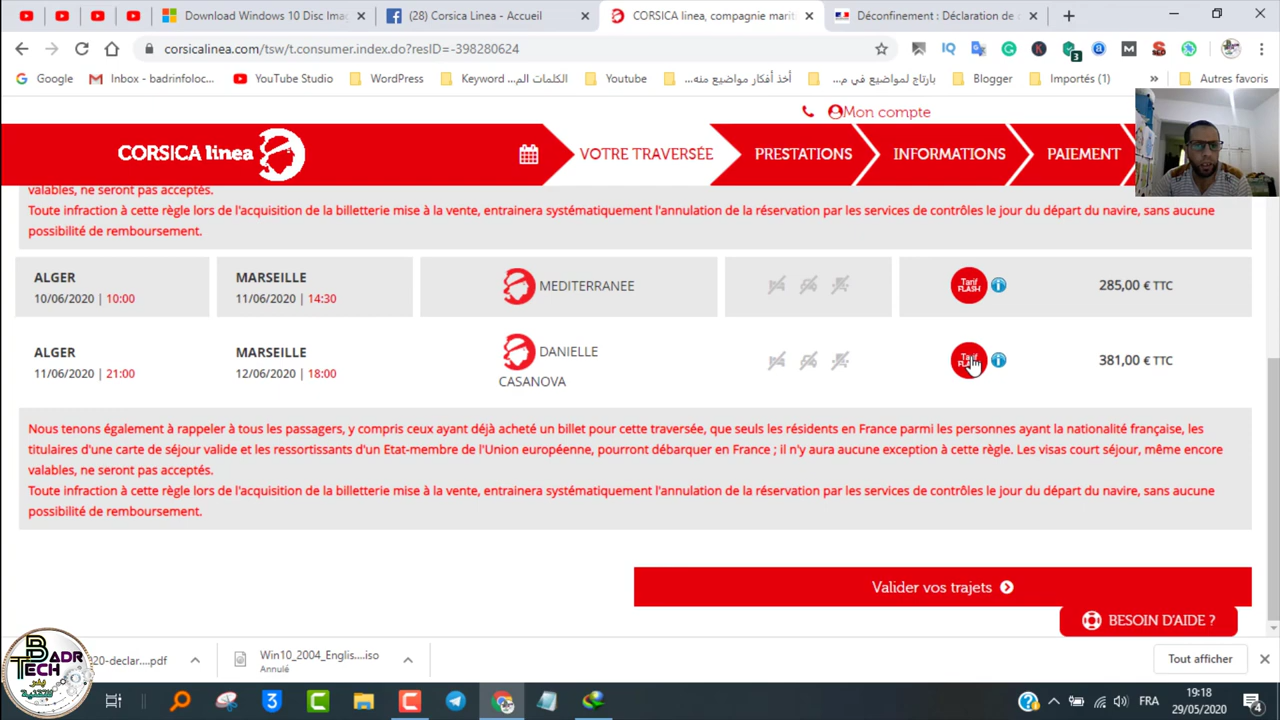 Download Windows 10 Disc Imac
(28) Corsica Linea - Accueil
CORSICA linea, compagnie marit
Déconfinement : Déclaration de
corsicalinea.com/tsw/t.consumer.index.do?resID=-398280624
Google
Inbox - badrinfoloc...
YouTube Studio
WordPress
Keyword الكلمات الم...
Youtube
أخذ أفكار مواضيع منه...
بارتاج لمواضيع في م...
Blogger
Importés (1)
Autres favoris
Mon compte
CORSICA linea
VOTRE TRAVERSÉE
PRESTATIONS
INFORMATIONS
PAIEMENT
valables, ne seront pas acceptés.
Toute infraction à cette règle lors de l'acquisition de la billetterie mise à la vente, entrainera systématiquement l'annulation de la réservation par les services de contrôles le jour du départ du navire, sans aucune
possibilité de remboursement.
ALGER
10/06/2020 | 10:00
MARSEILLE
11/06/2020 | 14:30
MEDITERRANEE
Tarif
FLASH
285,00 € TTC
ALGER
11/06/2020 | 21:00
MARSEILLE
12/06/2020 | 18:00
DANIELLE
CASANOVA
Tarif
381,00 € TTC
Nous tenons également à rappeler à tous les passagers, y compris ceux ayant déjà acheté un billet pour cette traversée, que seuls les résidents en France parmi les personnes ayant la nationalité française, les
titulaires d'une carte de séjour valide et les ressortissants d'un Etat-membre de l'Union européenne, pourront débarquer en France ; il n'y aura aucune exception à cette règle. Les visas court séjour, même encore
valables, ne seront pas acceptés.
Toute infraction à cette règle lors de l'acquisition de la billetterie mise à la vente, entrainera systématiquement l'annulation de la réservation par les services de contrôles le jour du départ du navire, sans aucune
possibilité de remboursement.
Valider vos trajets
BESOIN D'AIDE ?
20-declar....pdf
Win10_2004_Englis....iso
Annulé
Tout afficher
BADR
TECH
FRA
19:18
29/05/2020
4